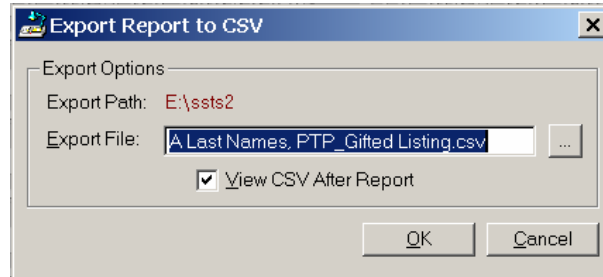 Export Report to CSV
Export Options
Export Path: E:\ssts2
Export File: A Last Names, PTP_Gifted Listing.csv ...
View CSV After Report
OK Cancel